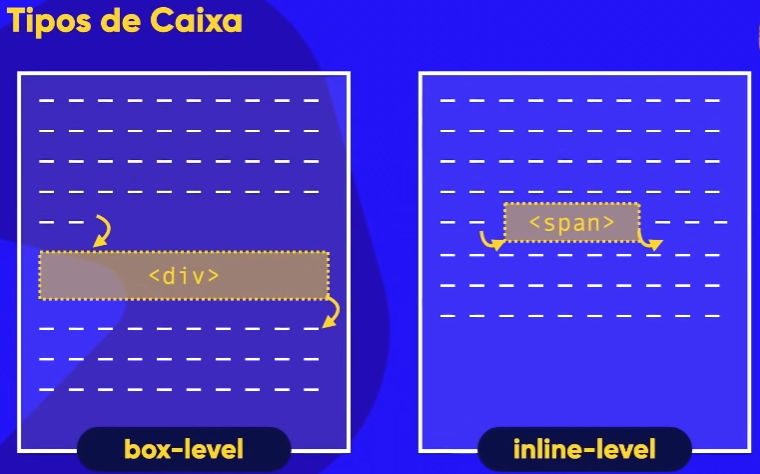 Tipos de Caixa
<div>
<span>
box-level
inline-level